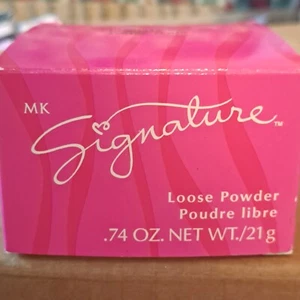 MK
Signature™
Loose Powder
Poudre libre
.74 OZ. NET WT./21g